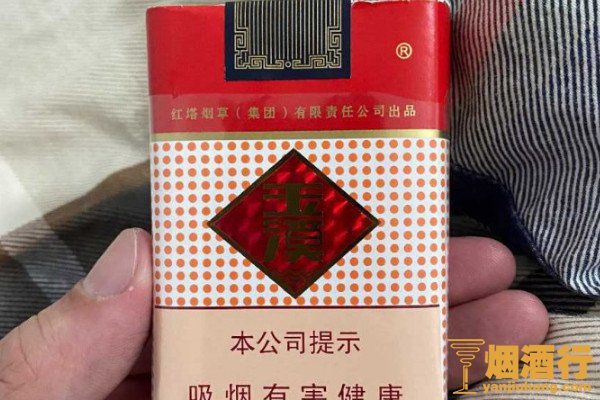 ®
红塔烟草(集团)有限责任公司出品
玉溪
本公司提示
吸烟有害健康
烟酒行
yanjiuhang.com